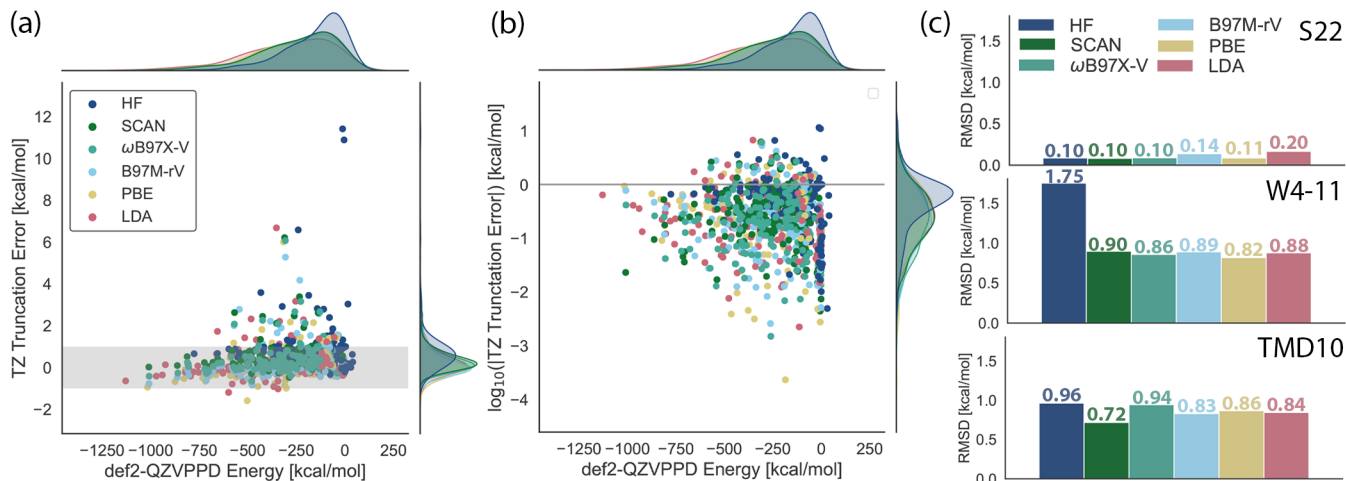 (a)
TZ Truncation Error [kcal/mol]
12
10
8
6
4
2
0
−2
HF
SCAN
ωB97X-V
B97M-rV
PBE
LDA
−1250 −1000 −750 −500 −250 0 250
def2-QZVPPD Energy [kcal/mol]
(b)
log10(|TZ Trunctation Error|) [kcal/mol]
1
0
−1
−2
−3
−4
−1250 −1000 −750 −500 −250 0 250
def2-QZVPPD Energy [kcal/mol]
(c)
HF
SCAN
ωB97X-V
B97M-rV
PBE
LDA
S22
RMSD [kcal/mol]
1.5
1.0
0.5
0.0
0.10 0.10 0.10 0.14 0.11 0.20
W4-11
RMSD [kcal/mol]
1.5
1.0
0.5
0.0
1.75 0.90 0.86 0.89 0.82 0.88
TMD10
RMSD [kcal/mol]
1.5
1.0
0.5
0.0
0.96 0.72 0.94 0.83 0.86 0.84